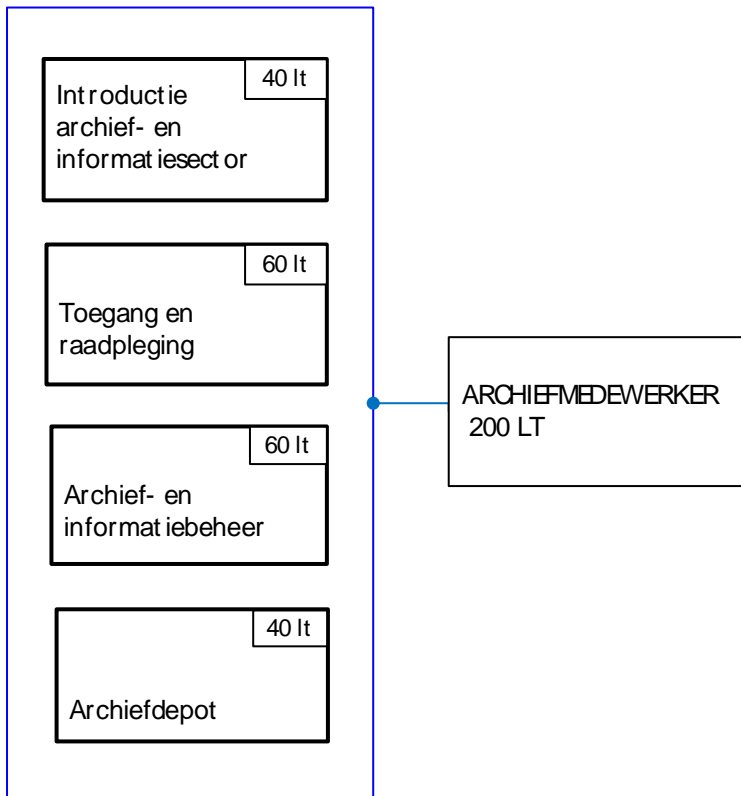 40 lt
Introductie
archief- en
informatiesector
60 lt
Toegang en
raadpleging
60 lt
Archief- en
informatiebeheer
40 lt
Archiefdepot
ARCHIEFMEDEWERKER
200 LT